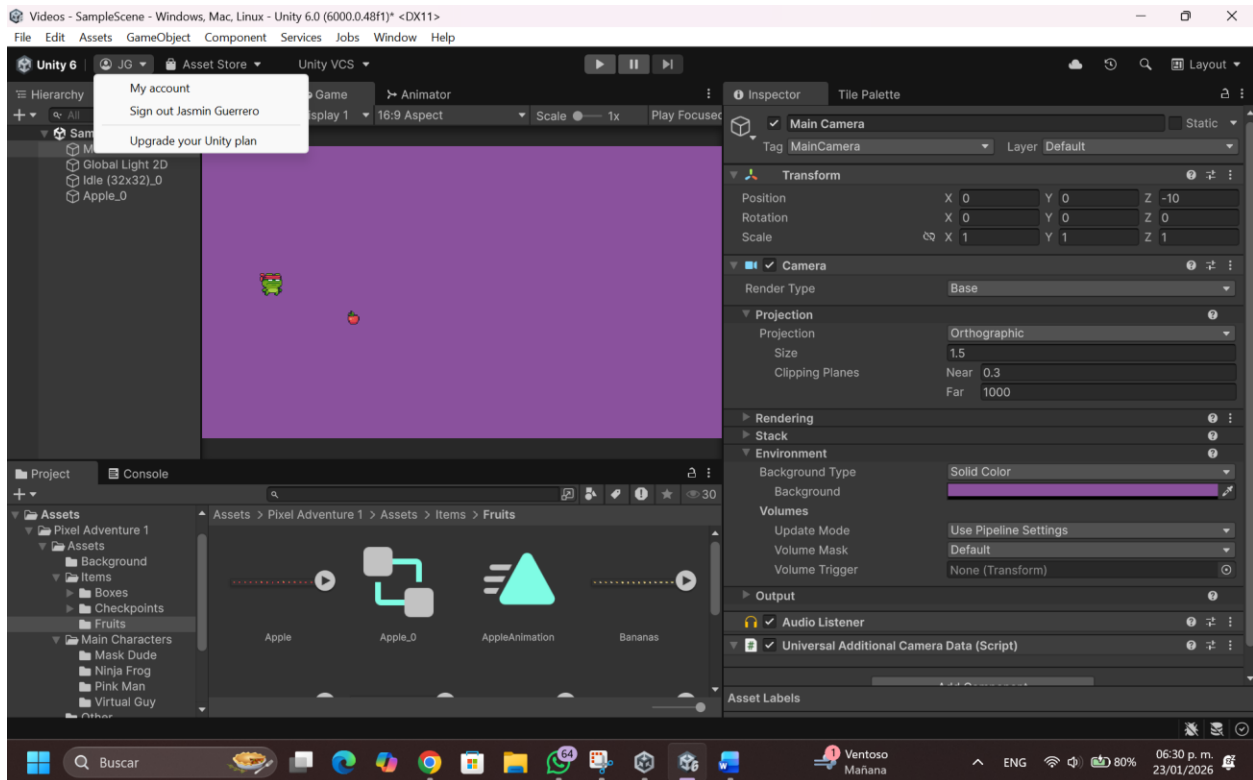 Videos - SampleScene - Windows, Mac, Linux - Unity 6.0 (6000.0.48f1)* <DX11>
File Edit Assets GameObject Component Services Jobs Window Help
Unity 6 JG Asset Store Unity VCS Layout
My account
Sign out Jasmin Guerrero
Upgrade your Unity plan
Hierarchy Game Animator
All Display 1 16:9 Aspect Scale 1x Play Focused
Sam
M
Global Light 2D
Idle (32x32)_0
Apple_0
Inspector Tile Palette
Main Camera Static
Tag MainCamera Layer Default
Transform
Position X 0 Y 0 Z -10
Rotation X 0 Y 0 Z 0
Scale X 1 Y 1 Z 1
Camera
Render Type Base
Projection
Projection Orthographic
Size 1.5
Clipping Planes Near 0.3
Far 1000
Rendering
Stack
Environment
Background Type Solid Color
Background
Volumes
Update Mode Use Pipeline Settings
Volume Mask Default
Volume Trigger None (Transform)
Output
Audio Listener
Universal Additional Camera Data (Script)
Asset Labels
Project Console
30
Assets
Pixel Adventure 1
Assets
Background
Items
Boxes
Checkpoints
Fruits
Main Characters
Mask Dude
Ninja Frog
Pink Man
Virtual Guy
Other
Assets > Pixel Adventure 1 > Assets > Items > Fruits
Apple Apple_0 AppleAnimation Bananas
Buscar
64
1
Ventoso
Mañana
ENG 80%
06:30 p. m.
23/01/2026